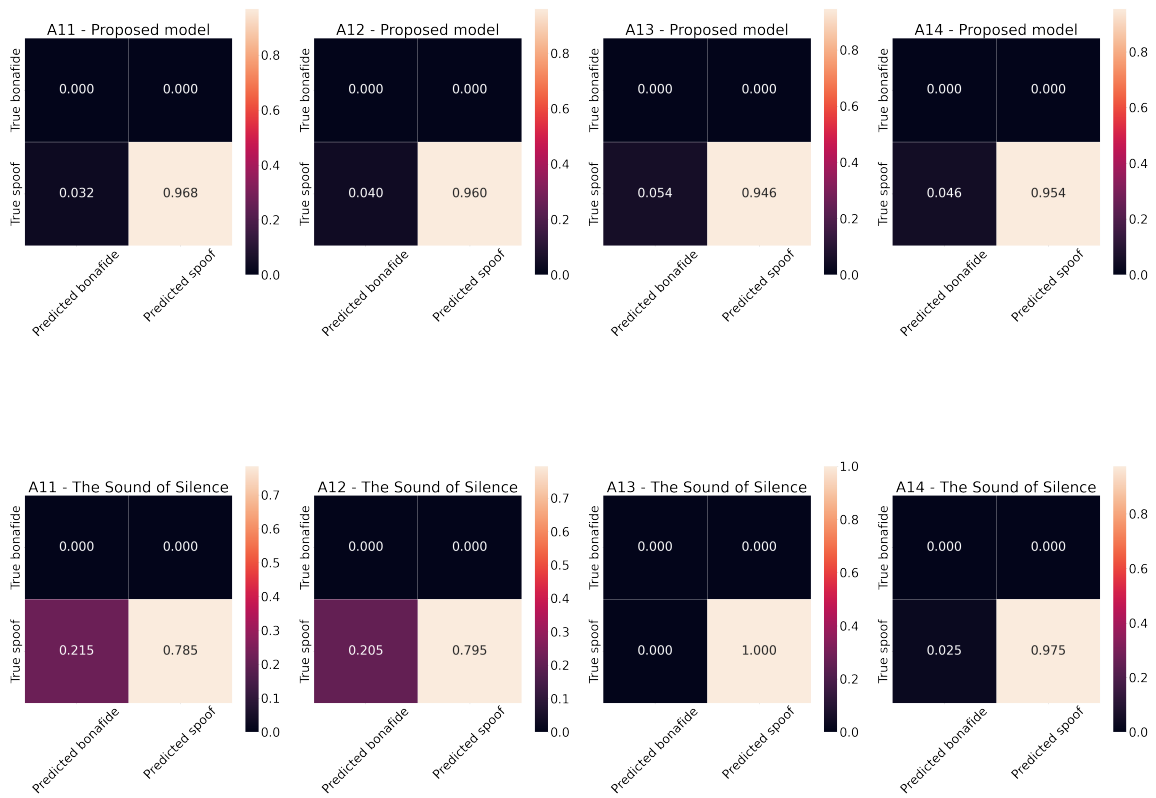 A11 - Proposed model
True bonafide
True spoof
0.000
0.000
0.032
0.968
Predicted bonafide
Predicted spoof
0.8
0.6
0.4
0.2
0.0
A12 - Proposed model
True bonafide
True spoof
0.000
0.000
0.040
0.960
Predicted bonafide
Predicted spoof
0.8
0.6
0.4
0.2
0.0
A13 - Proposed model
True bonafide
True spoof
0.000
0.000
0.054
0.946
Predicted bonafide
Predicted spoof
0.8
0.6
0.4
0.2
0.0
A14 - Proposed model
True bonafide
True spoof
0.000
0.000
0.046
0.954
Predicted bonafide
Predicted spoof
0.8
0.6
0.4
0.2
0.0
A11 - The Sound of Silence
True bonafide
True spoof
0.000
0.000
0.215
0.785
Predicted bonafide
Predicted spoof
0.7
0.6
0.5
0.4
0.3
0.2
0.1
0.0
A12 - The Sound of Silence
True bonafide
True spoof
0.000
0.000
0.205
0.795
Predicted bonafide
Predicted spoof
0.7
0.6
0.5
0.4
0.3
0.2
0.1
0.0
A13 - The Sound of Silence
True bonafide
True spoof
0.000
0.000
0.000
1.000
Predicted bonafide
Predicted spoof
1.0
0.8
0.6
0.4
0.2
0.0
A14 - The Sound of Silence
True bonafide
True spoof
0.000
0.000
0.025
0.975
Predicted bonafide
Predicted spoof
0.8
0.6
0.4
0.2
0.0